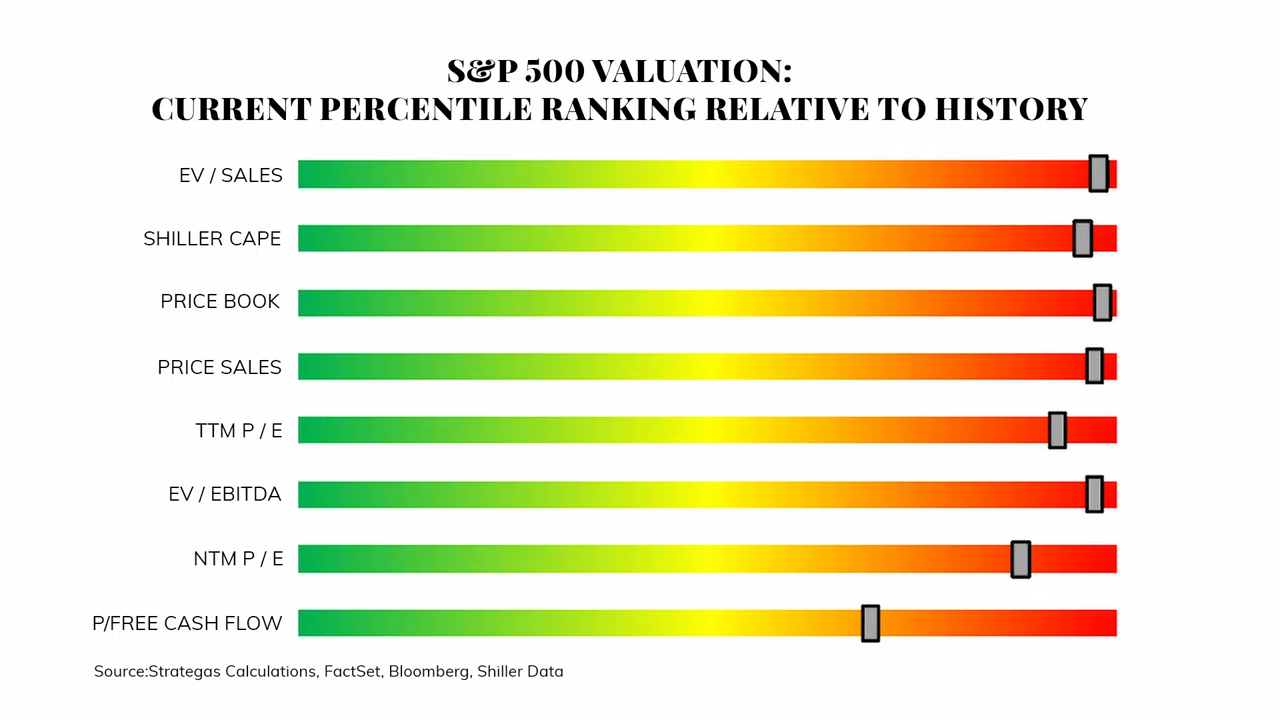 S&P 500 VALUATION:
CURRENT PERCENTILE RANKING RELATIVE TO HISTORY
EV / SALES
SHILLER CAPE
PRICE BOOK
PRICE SALES
TTM P / E
EV / EBITDA
NTM P / E
P/FREE CASH FLOW
Source:Strategas Calculations, FactSet, Bloomberg, Shiller Data